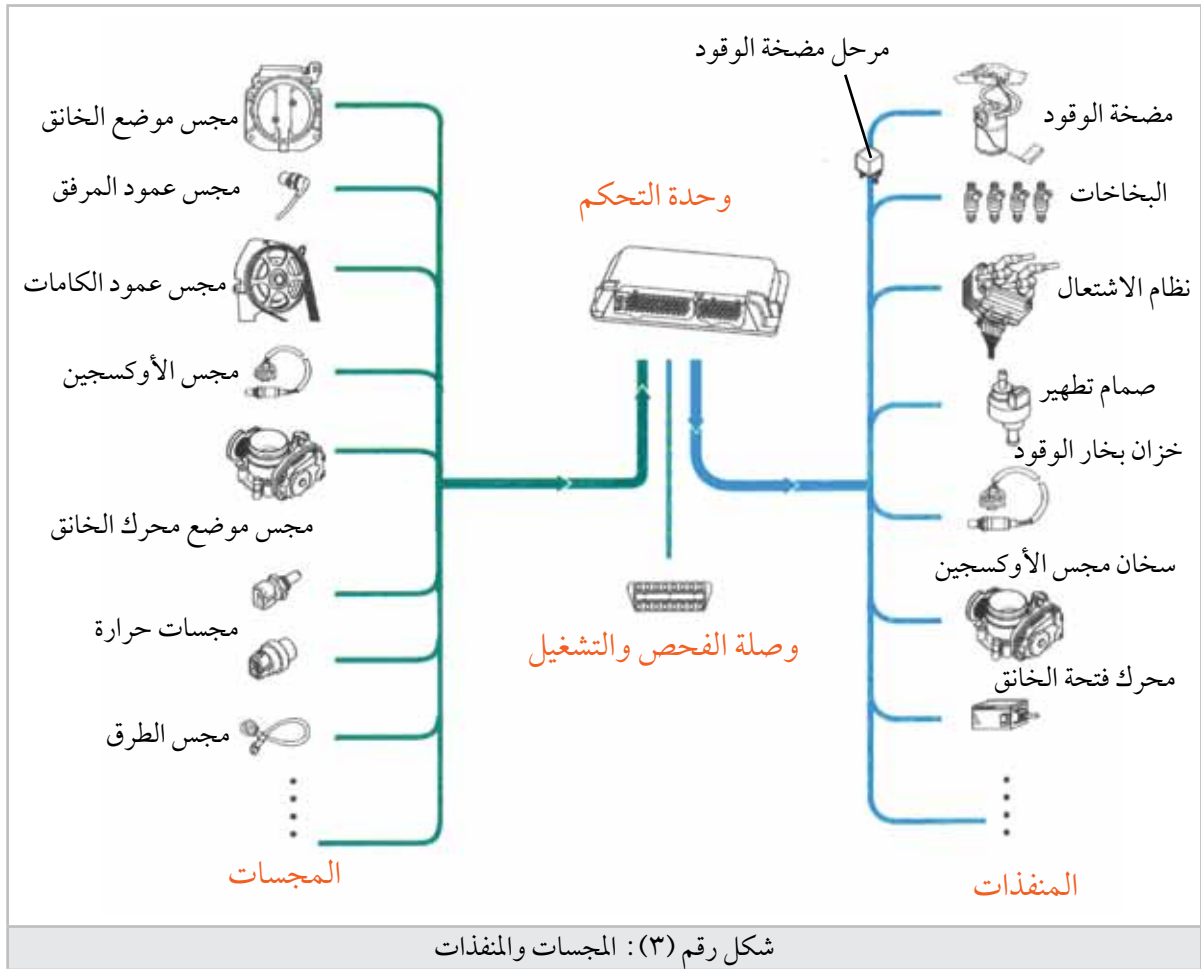 مرحل مضخة الوقود
مضخة الوقود
البخاخات
نظام الاشتعال
صمام تطهير
خزان بخار الوقود
سخان مجس الأوكسجين
محرك فتحة الخانق
المنفذات
وحدة التحكم
وصلة الفحص والتشغيل
مجس موضع الخانق
مجس عمود المرفق
مجس عمود الكامات
مجس الأوكسجين
مجس موضع محرك الخانق
مجسات حرارة
مجس الطرق
المجسات
شكل رقم (٣): المجسات والمنفذات